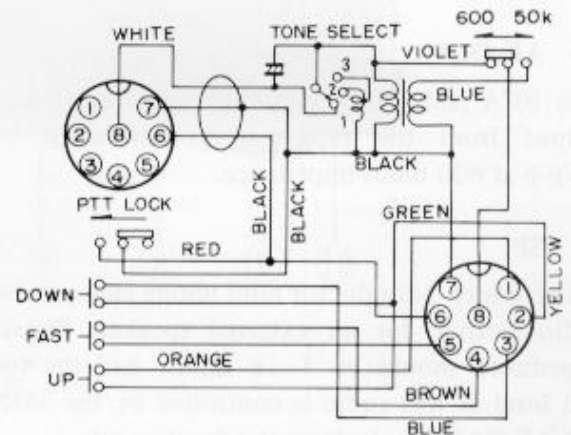 600 50k
TONE SELECT
WHITE
VIOLET
3
2
1
BLUE
1 7
2 8 6
3 5
4
BLACK
PTT LOCK
BLACK
BLACK
GREEN
YELLOW
RED
7 1
6 8 2
5 3
4
DOWN
FAST
ORANGE
UP
BROWN
BLUE